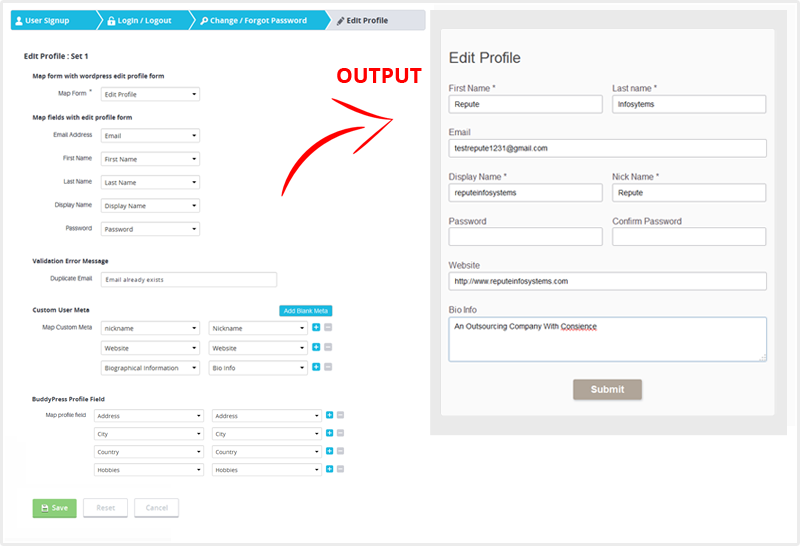 User Signup Login / Logout Change / Forgot Password Edit Profile
Edit Profile : Set 1
Map form with wordpress edit profile form
Map Form * Edit Profile
Map fields with edit profile form
Email Address Email
First Name First Name
Last Name Last Name
Display Name Display Name
Password Password
Validation Error Message
Duplicate Email Email already exists
Custom User Meta Add Blank Meta
Map Custom Meta nickname Nickname
Website Website
Biographical Information Bio Info
BuddyPress Profile Field
Map profile field Address Address
City City
Country Country
Hobbies Hobbies
Save Reset Cancel
OUTPUT
Edit Profile
First Name * Last name *
Repute Infosytems
Email
testrepute1231@gmail.com
Display Name * Nick Name *
reputeinfosystems Repute
Password Confirm Password
Website
http://www.reputeinfosystems.com
Bio Info
An Outsourcing Company With Consience
Submit